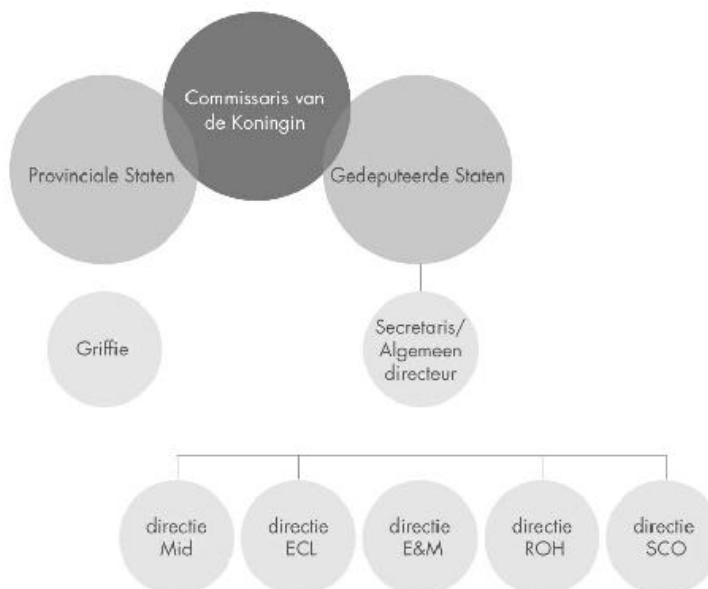 Commissaris van
de Koningin
Provinciale Staten
Gedeputeerde Staten
Griffie
Secretaris/
Algemeen
directeur
directie
Mid
directie
ECL
directie
E&M
directie
ROH
directie
SCO